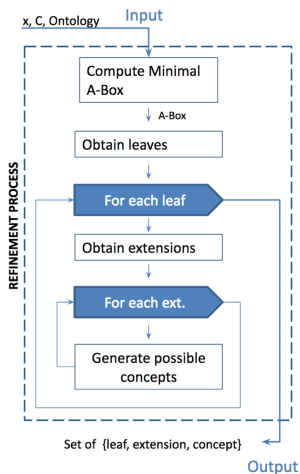 Input
x, C, Ontology
Compute Minimal
A-Box
A-Box
Obtain leaves
For each leaf
Obtain extensions
For each ext.
Generate possible
concepts
REFINEMENT PROCESS
Set of {leaf, extension, concept}
Output